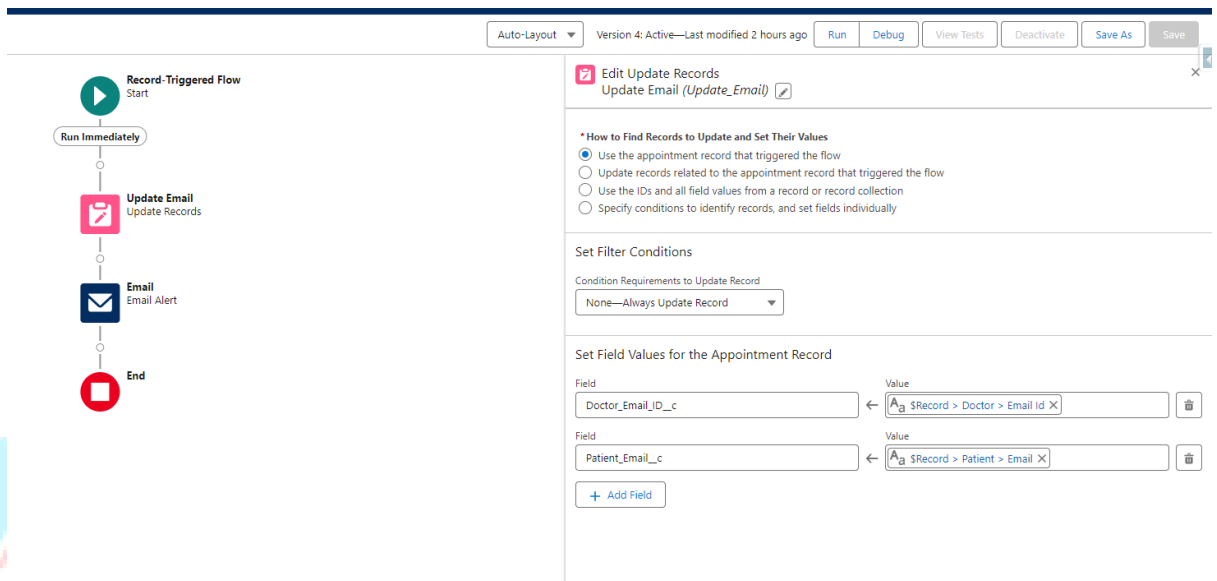 Auto-Layout Version 4: Active—Last modified 2 hours ago Run Debug View Tests Deactivate Save As Save
Record-Triggered Flow
Start
Run Immediately
Update Email
Update Records
Email
Email Alert
End
Edit Update Records
Update Email (Update_Email)
*How to Find Records to Update and Set Their Values
Use the appointment record that triggered the flow
Update records related to the appointment record that triggered the flow
Use the IDs and all field values from a record or record collection
Specify conditions to identify records, and set fields individually
Set Filter Conditions
Condition Requirements to Update Record
None—Always Update Record
Set Field Values for the Appointment Record
Field Value
Doctor_Email_ID__c ← Aa $Record > Doctor > Email Id ×
Field Value
Patient_Email__c ← Aa $Record > Patient > Email ×
+ Add Field